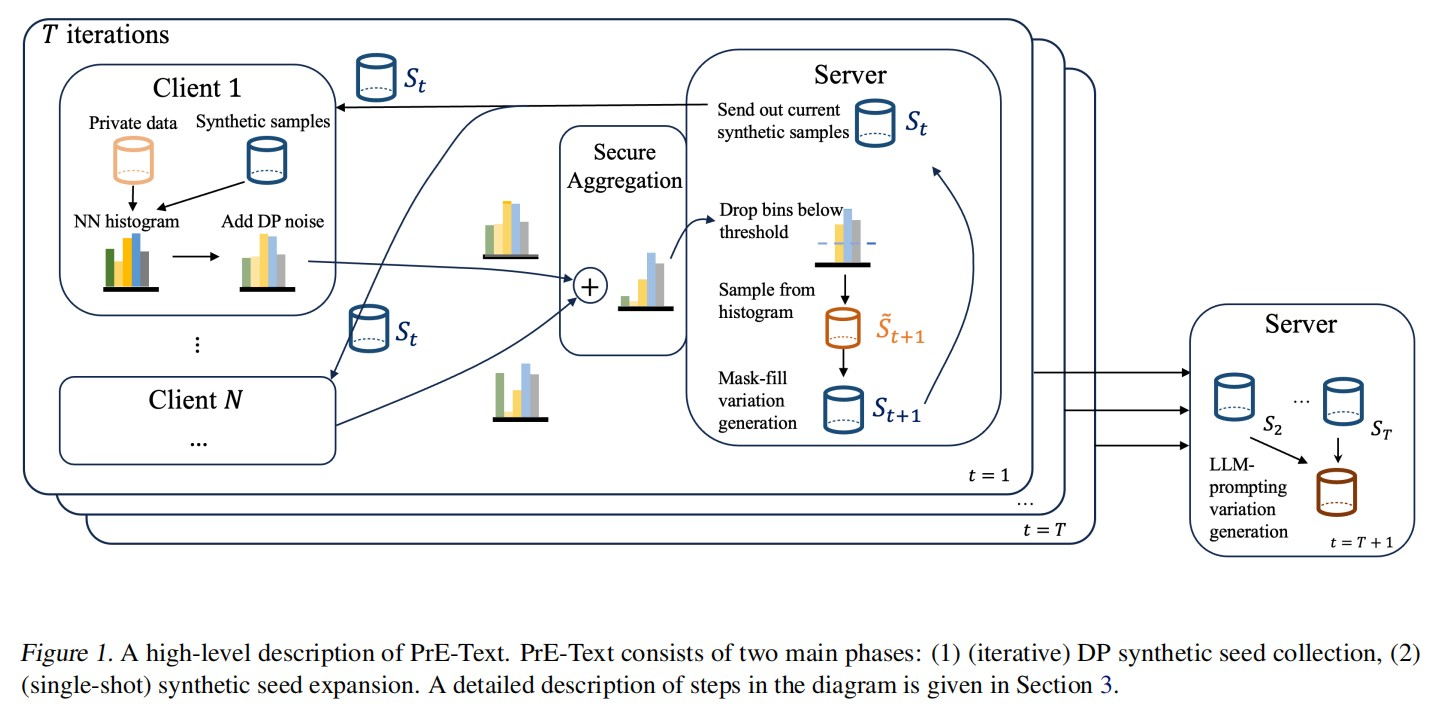 T iterations
Client 1
Private data
Synthetic samples
NN histogram
Add DP noise
⋮
Client N
...
S_t
S_t
Secure
Aggregation
+
Server
Send out current
synthetic samples
S_t
Drop bins below
threshold
Sample from
histogram
S̃_{t+1}
Mask-fill
variation
generation
S_{t+1}
t = 1
...
t = T
Server
S_2
...
S_T
LLM-
prompting
variation
generation
t = T + 1
Figure 1. A high-level description of PrE-Text. PrE-Text consists of two main phases: (1) (iterative) DP synthetic seed collection, (2)
(single-shot) synthetic seed expansion. A detailed description of steps in the diagram is given in Section 3.